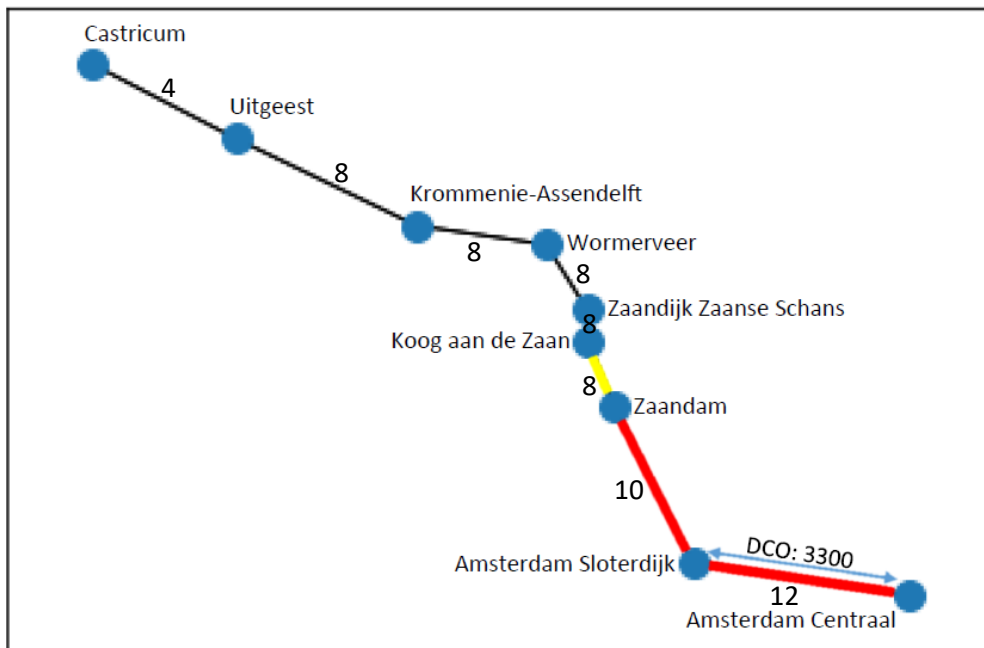 Castricum
4
Uitgeest
8
Krommenie-Assendelft
8
Wormerveer
8
Zaandijk Zaanse Schans
8
Koog aan de Zaan
8
Zaandam
10
DCO: 3300
Amsterdam Sloterdijk
12
Amsterdam Centraal